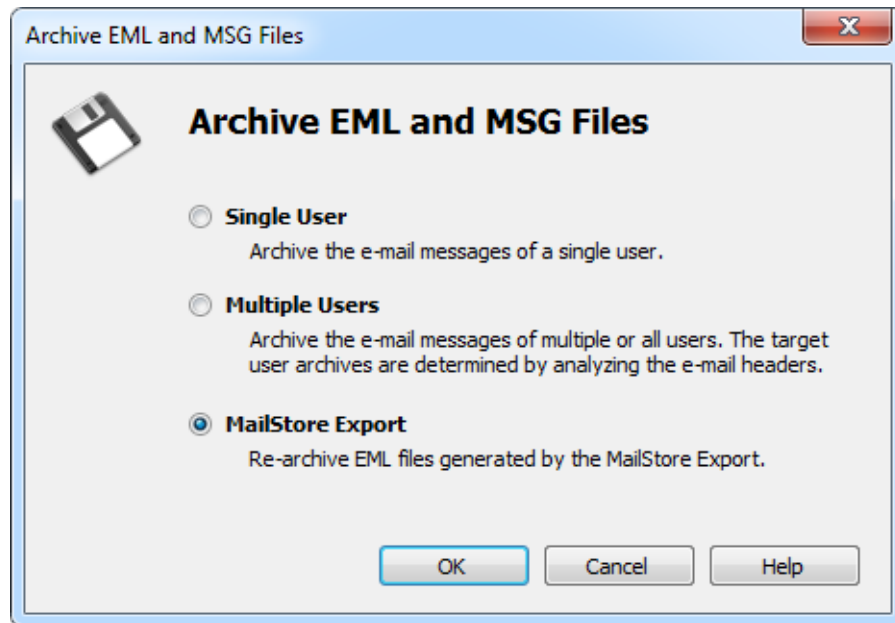 Archive EML and MSG Files
Archive EML and MSG Files
Single User
Archive the e-mail messages of a single user.
Multiple Users
Archive the e-mail messages of multiple or all users. The target
user archives are determined by analyzing the e-mail headers.
MailStore Export
Re-archive EML files generated by the MailStore Export.
OK Cancel Help